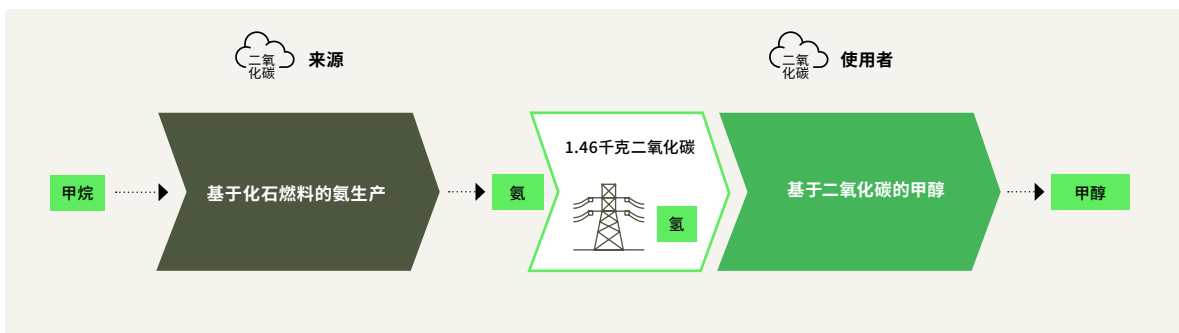 二氧
化碳
来源
二氧
化碳
使用者
甲烷
基于化石燃料的氨生产
氨
1.46千克二氧化碳
氢
基于二氧化碳的甲醇
甲醇